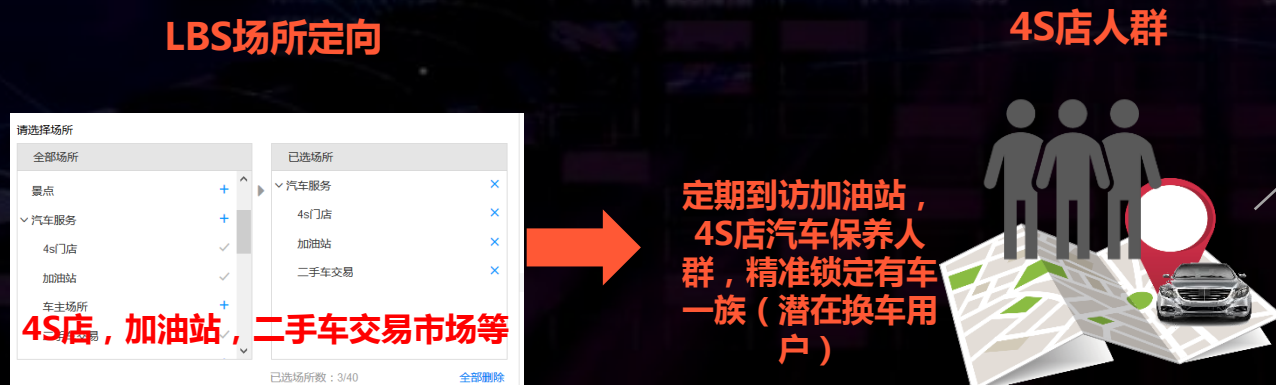 LBS场所定向
4S店人群
请选择场所
全部场所
已选场所
景点
汽车服务
4s门店
加油站
车主场所
二手车交易
汽车服务
4s门店
加油站
二手车交易
4S店，加油站，二手车交易市场等
已选场所数：3/40
全部删除
定期到访加油站，
4S店汽车保养人
群，精准锁定有车
一族（潜在换车用
户）